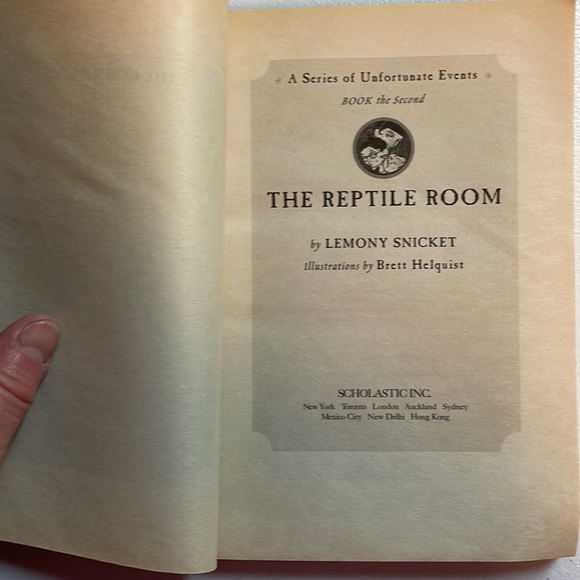 A Series of Unfortunate Events
BOOK the Second
THE REPTILE ROOM
by LEMONY SNICKET
Illustrations by Brett Helquist
SCHOLASTIC INC.
New York Toronto London Auckland Sydney
Mexico City New Delhi Hong Kong